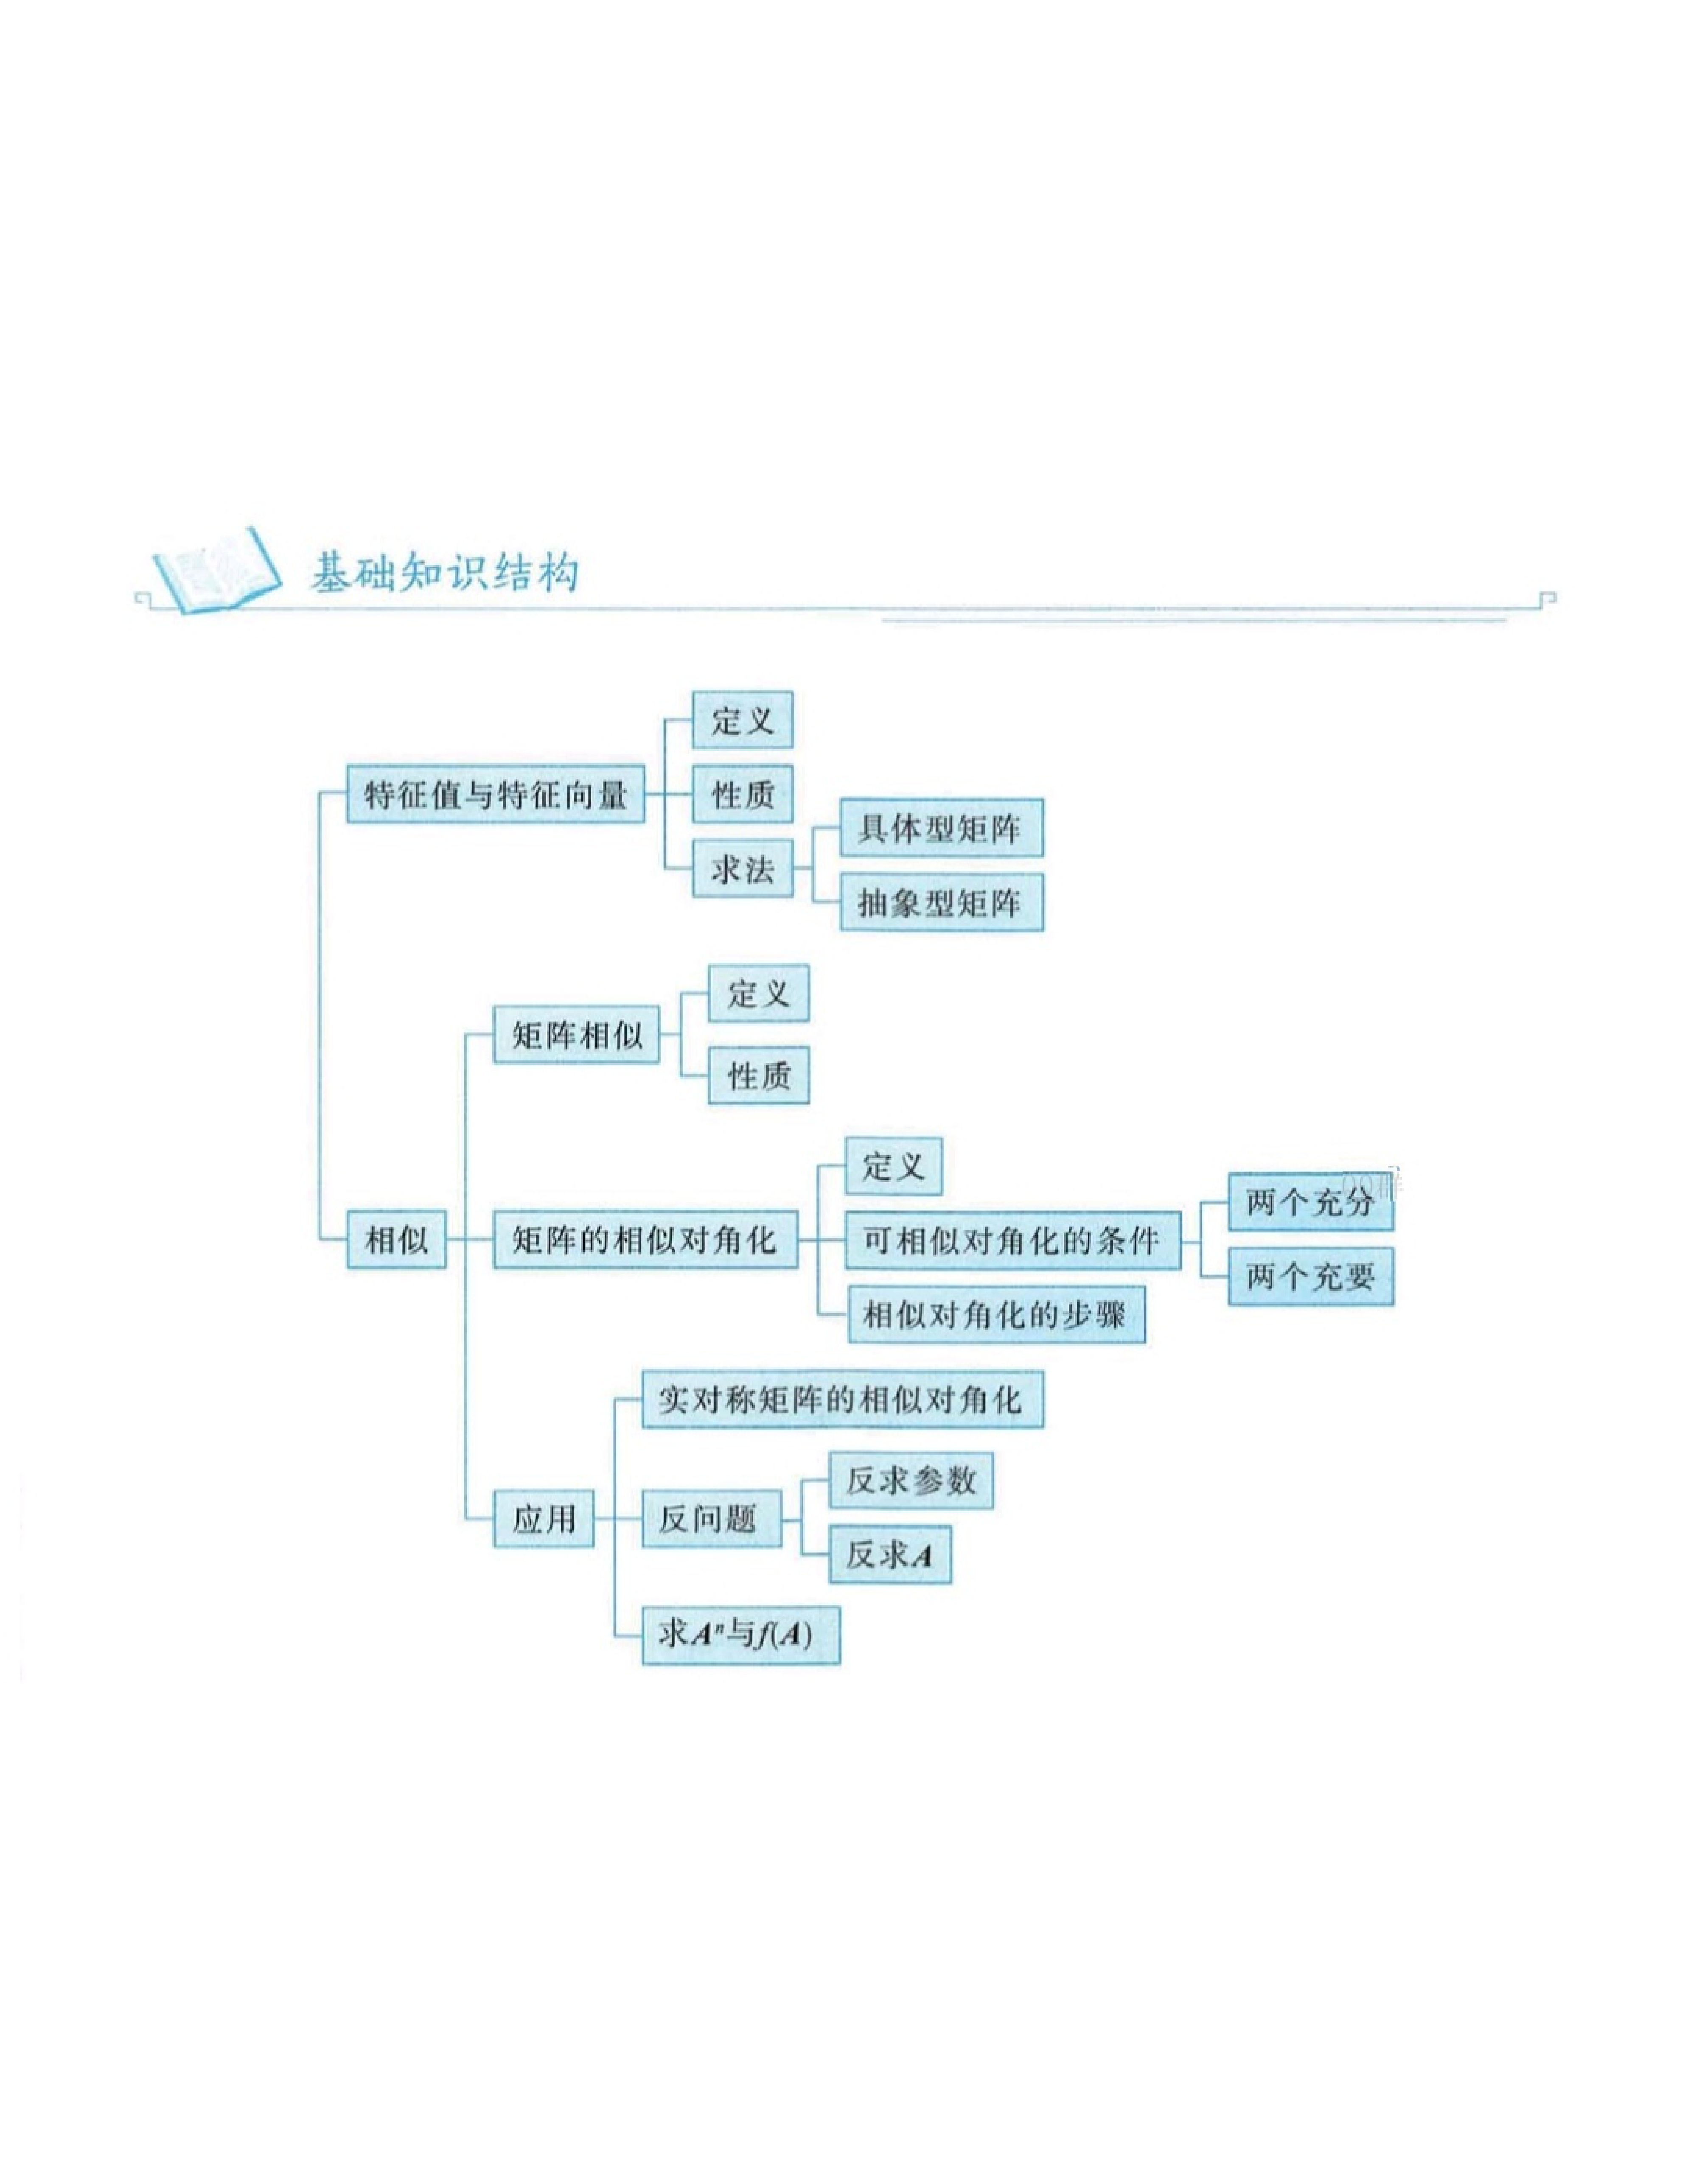 基础知识结构
定义
特征值与特征向量
性质
求法
具体型矩阵
抽象型矩阵
矩阵相似
定义
性质
相似
矩阵的相似对角化
定义
可相似对角化的条件
两个充分
两个充要
相似对角化的步骤
应用
实对称矩阵的相似对角化
反问题
反求参数
反求A
求Aⁿ与f(A)